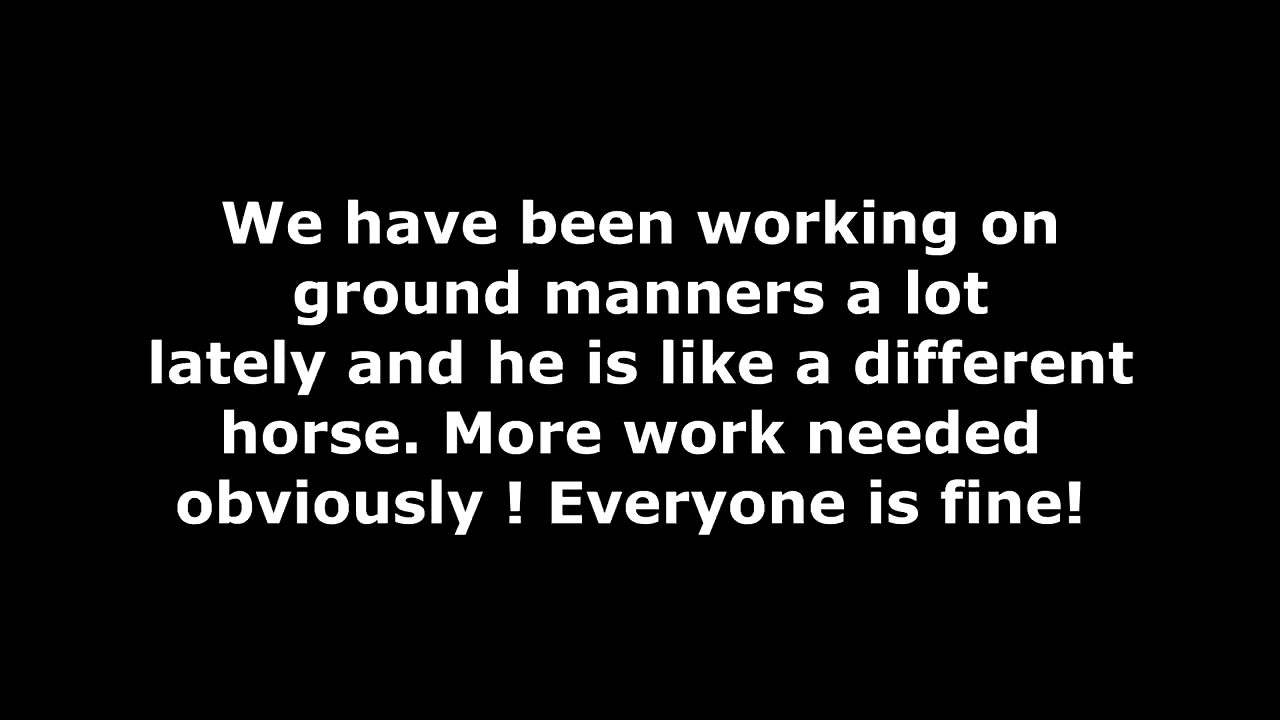 We have been working on
ground manners a lot
lately and he is like a different
horse. More work needed
obviously ! Everyone is fine!